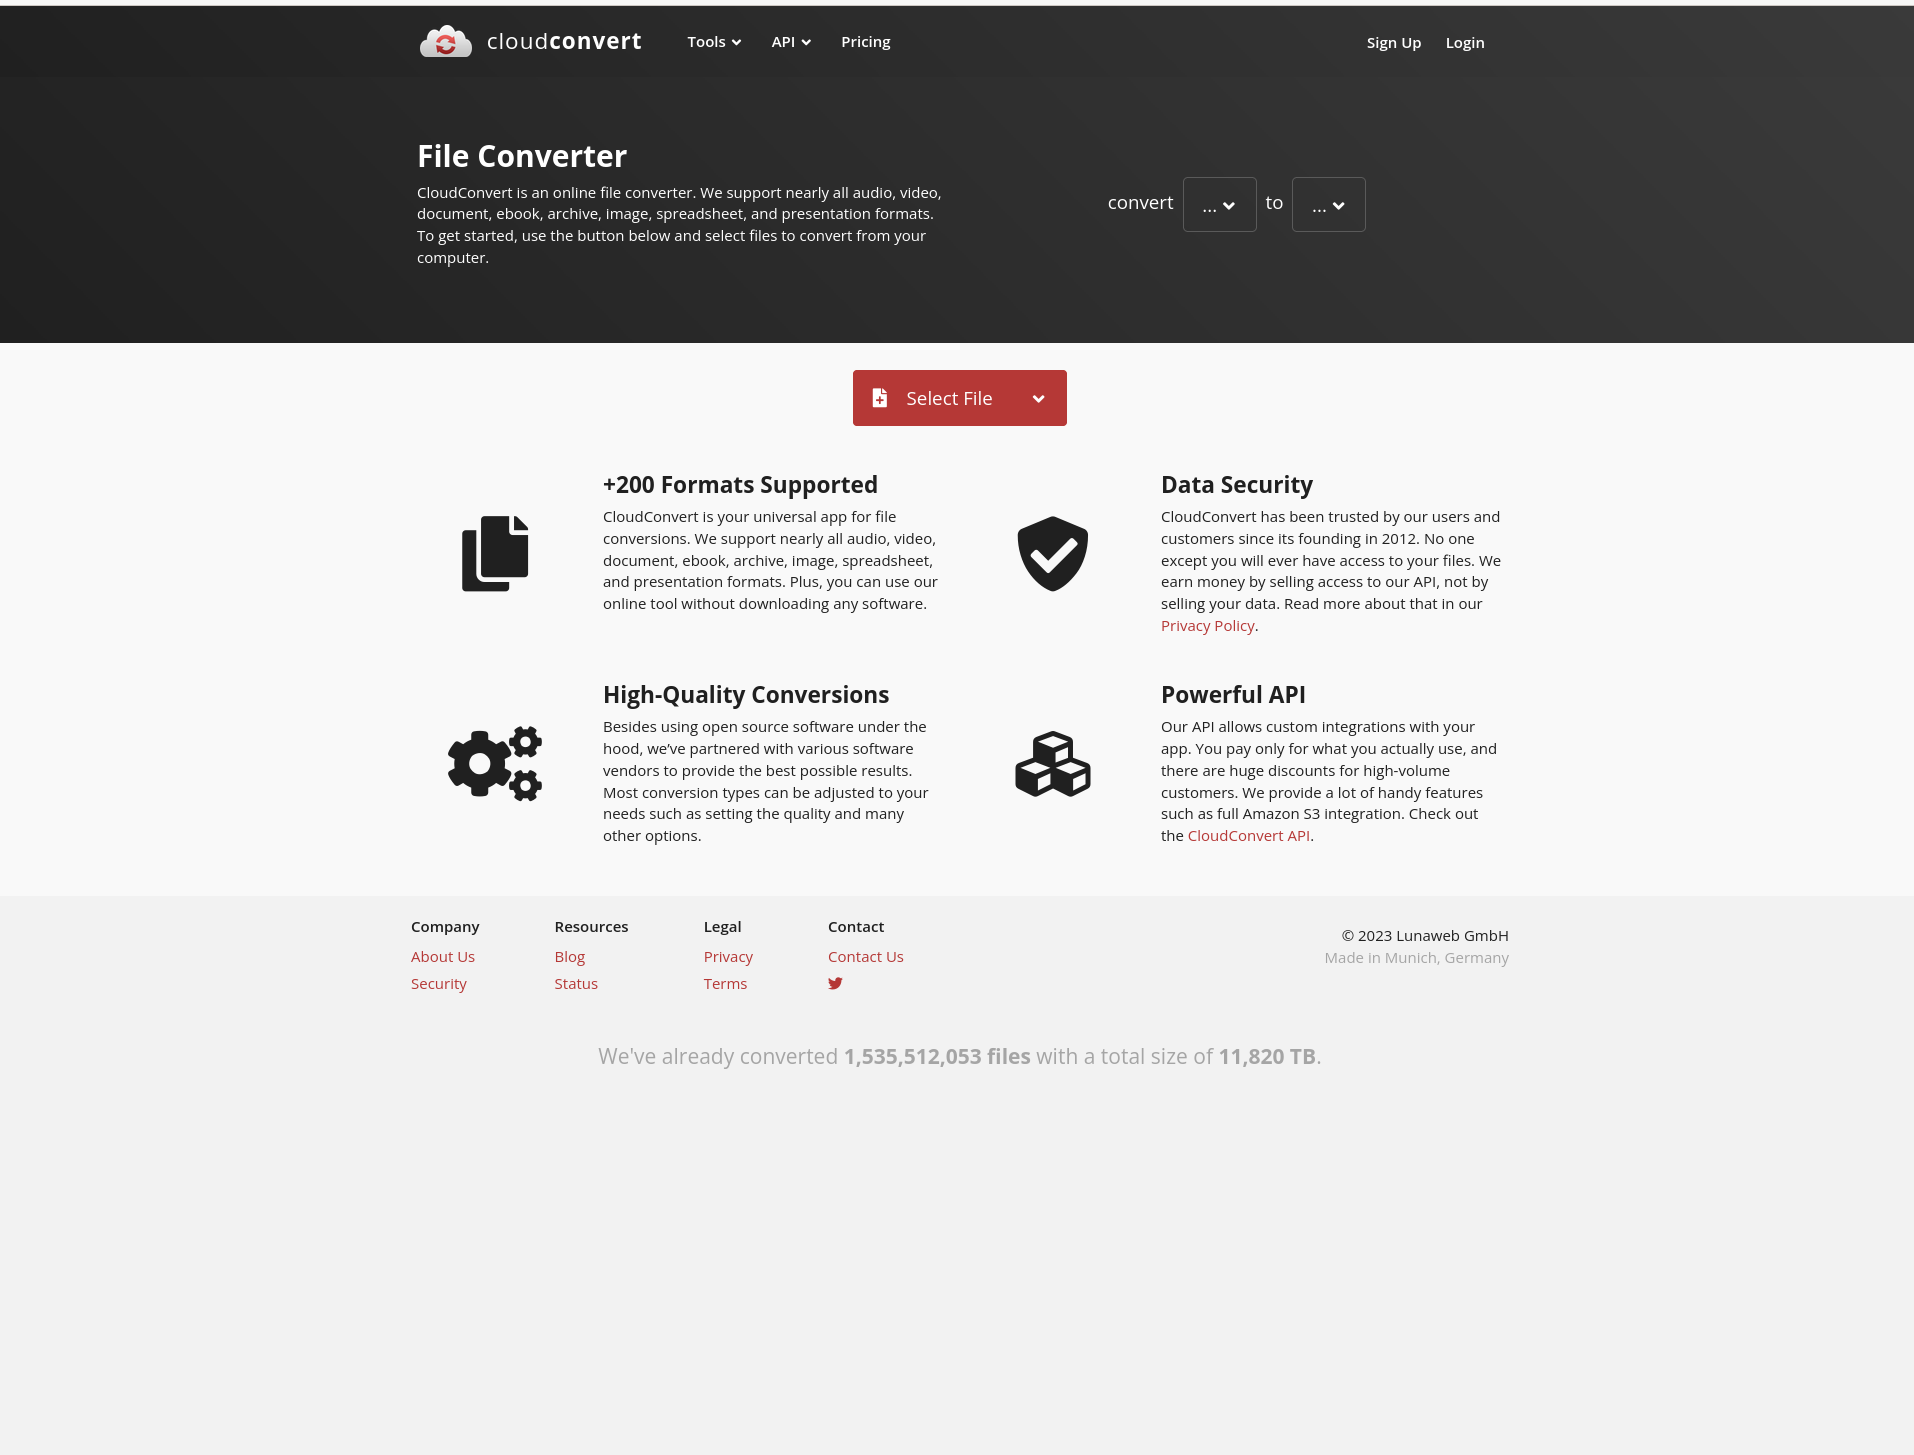 cloudconvert
Tools
API
Pricing
Sign Up
Login
File Converter
CloudConvert is an online file converter. We support nearly all audio, video,
document, ebook, archive, image, spreadsheet, and presentation formats.
To get started, use the button below and select files to convert from your
computer.
convert ... to ...
Select File
+200 Formats Supported
CloudConvert is your universal app for file
conversions. We support nearly all audio, video,
document, ebook, archive, image, spreadsheet,
and presentation formats. Plus, you can use our
online tool without downloading any software.
Data Security
CloudConvert has been trusted by our users and
customers since its founding in 2012. No one
except you will ever have access to your files. We
earn money by selling access to our API, not by
selling your data. Read more about that in our
Privacy Policy.
High-Quality Conversions
Besides using open source software under the
hood, we’ve partnered with various software
vendors to provide the best possible results.
Most conversion types can be adjusted to your
needs such as setting the quality and many
other options.
Powerful API
Our API allows custom integrations with your
app. You pay only for what you actually use, and
there are huge discounts for high-volume
customers. We provide a lot of handy features
such as full Amazon S3 integration. Check out
the CloudConvert API.
Company
About Us
Security
Resources
Blog
Status
Legal
Privacy
Terms
Contact
Contact Us
© 2023 Lunaweb GmbH
Made in Munich, Germany
We've already converted 1,535,512,053 files with a total size of 11,820 TB.